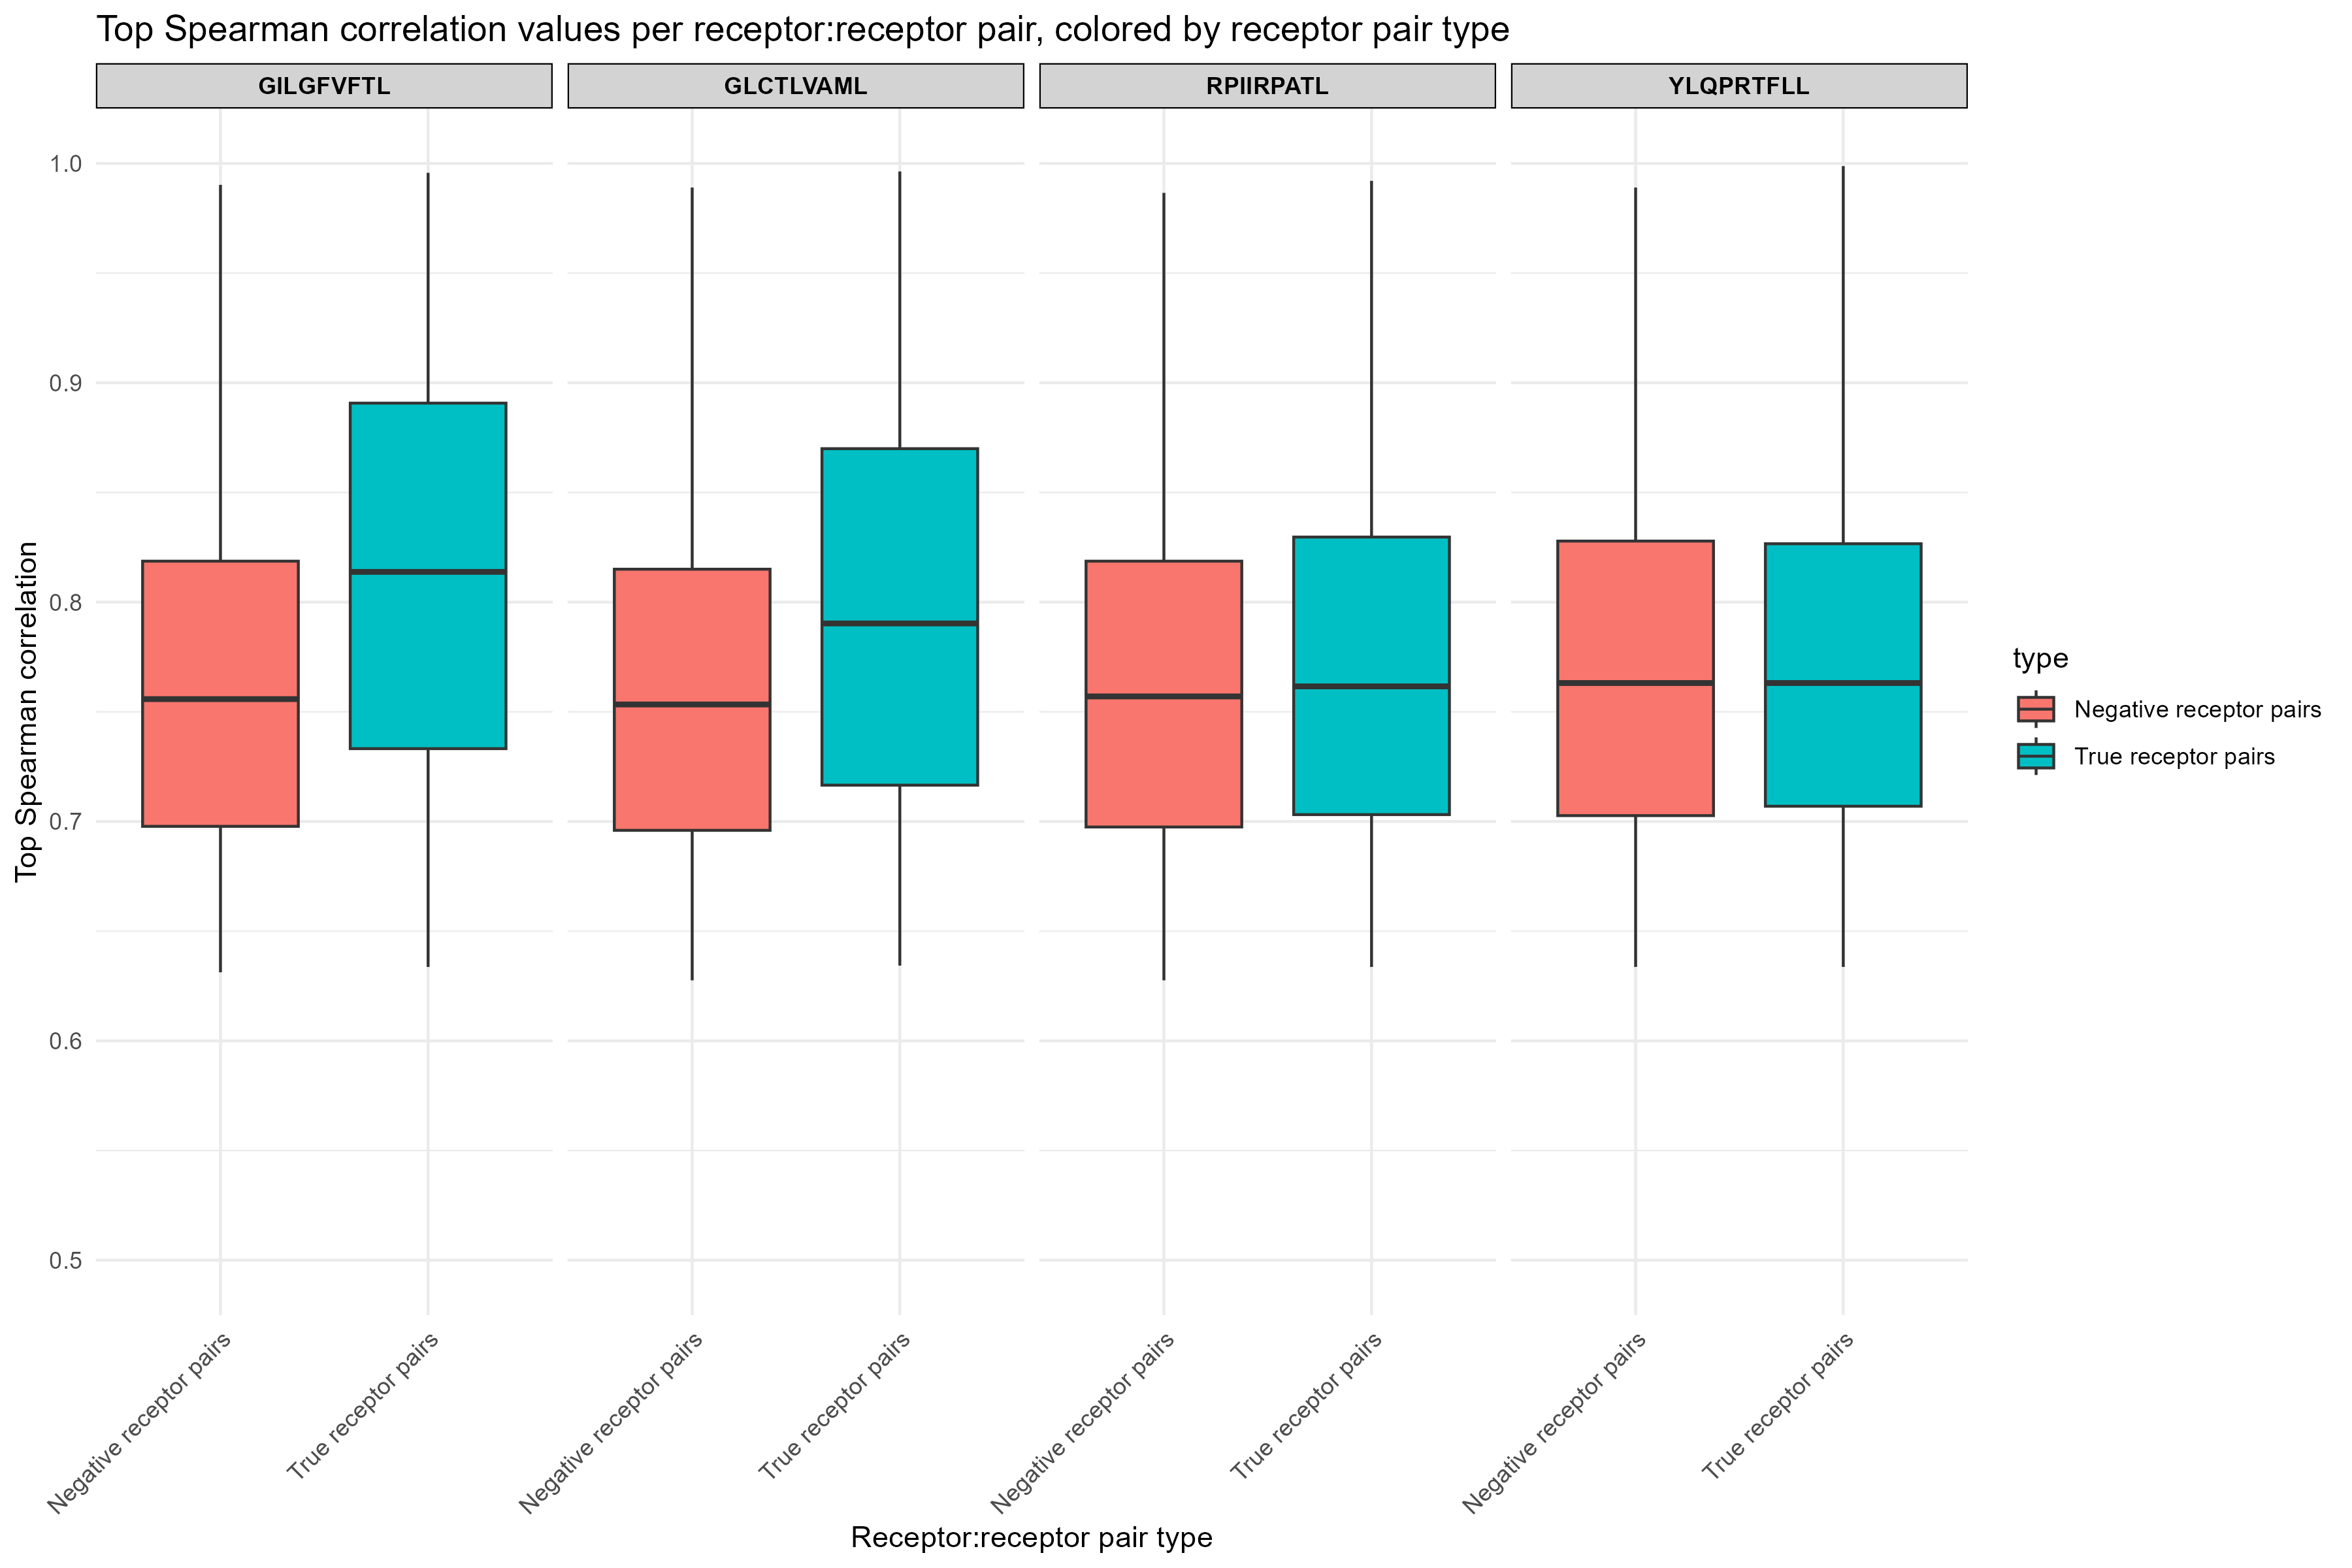 Top Spearman correlation values per receptor:receptor pair, colored by receptor pair type
GILGFVFTL
GLCTLVAML
RPIIRPATL
YLQPRTFLL
1.0
0.9
0.8
0.7
0.6
0.5
Top Spearman correlation
Negative receptor pairs
True receptor pairs
Negative receptor pairs
True receptor pairs
Negative receptor pairs
True receptor pairs
Negative receptor pairs
True receptor pairs
Receptor:receptor pair type
type
Negative receptor pairs
True receptor pairs